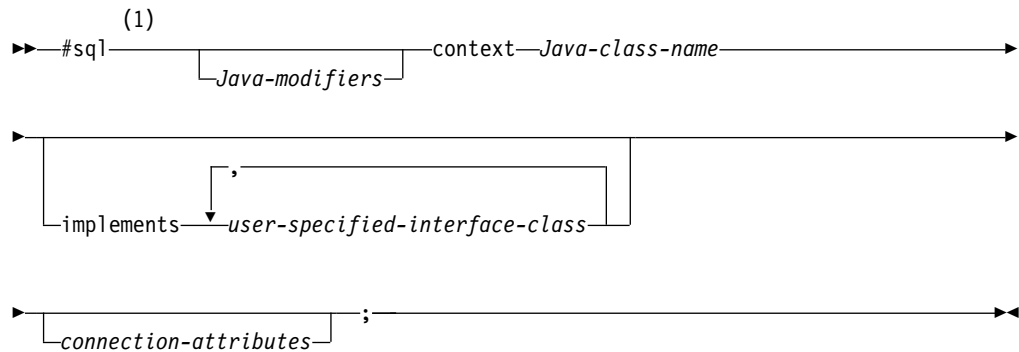 (1)
#sql context Java-class-name
Java-modifiers
,
implements user-specified-interface-class
;
connection-attributes